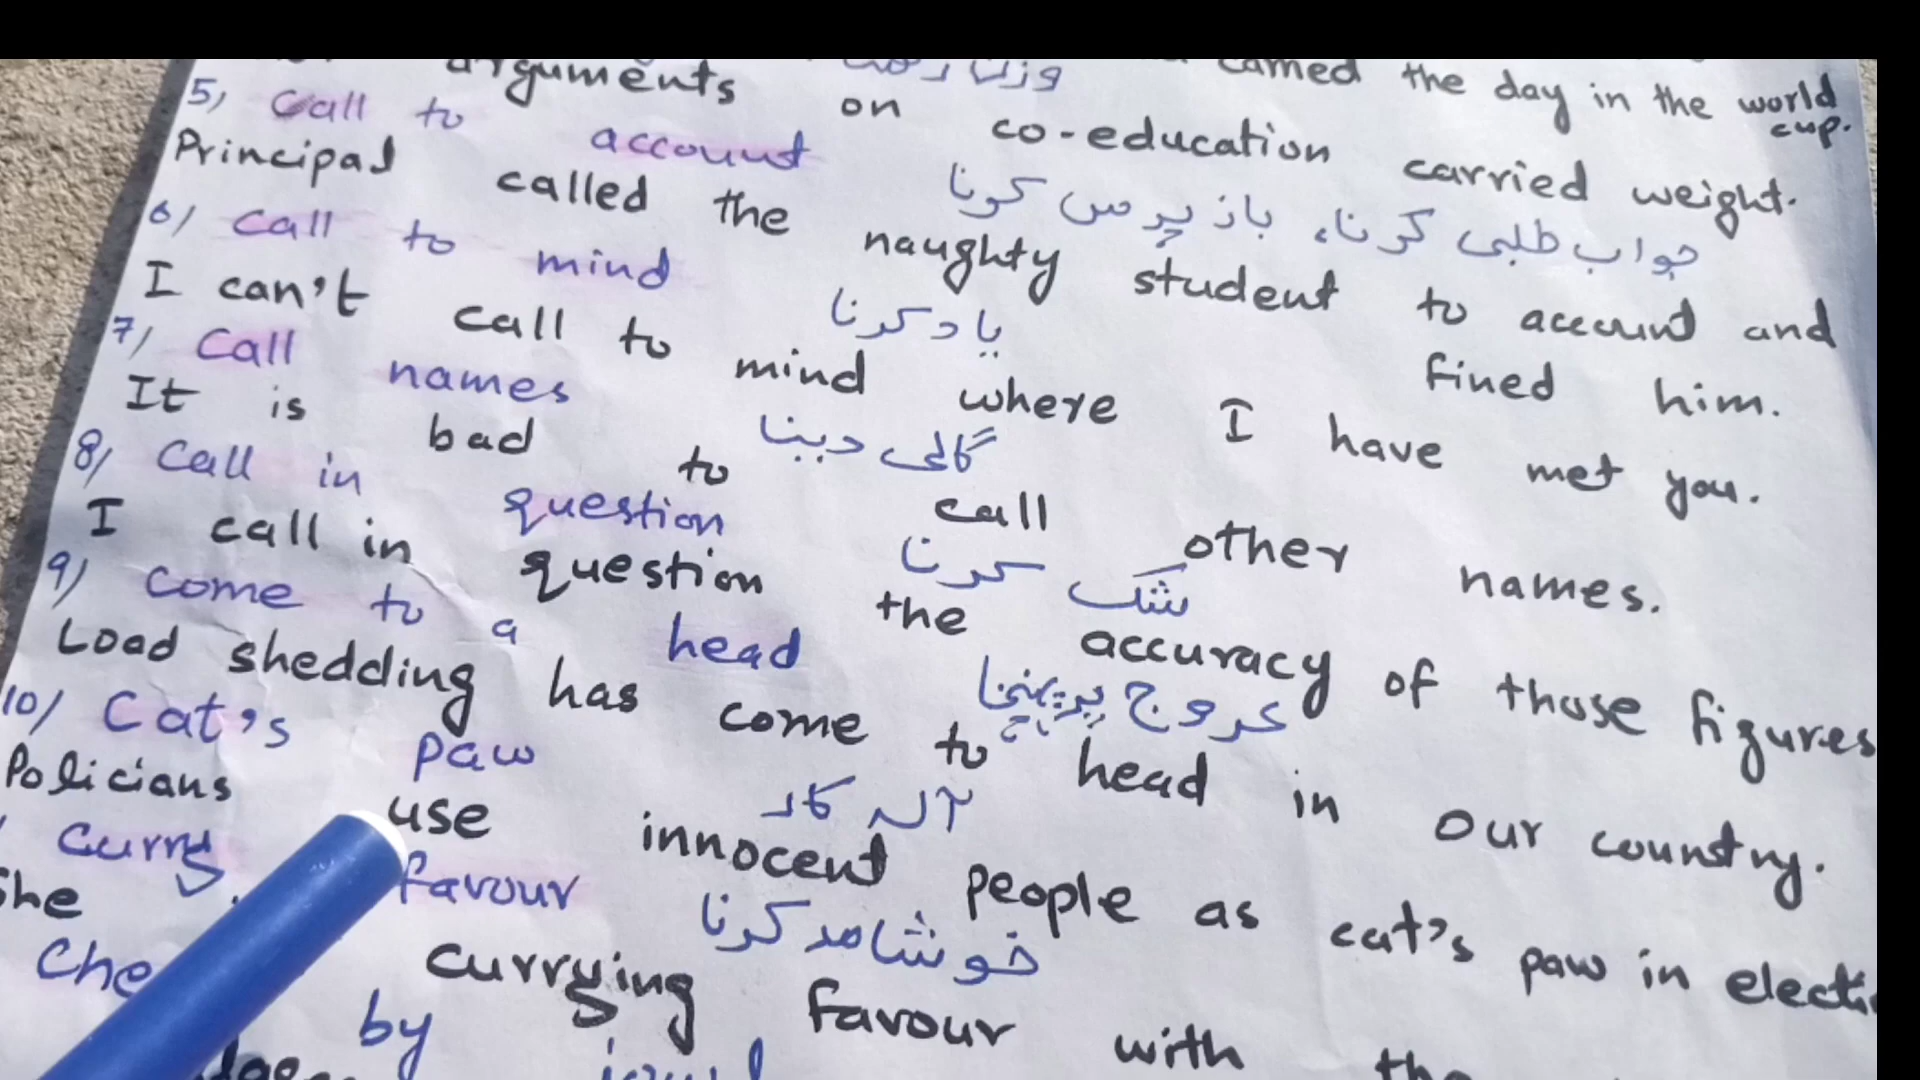 carried the day in the world cup.
arguments on co-education carried weight.
5, Call to account جواب طلبی کرنا، باز پرس کرنا
Principal called the naughty student to account and fined him.
6/ Call to mind یاد کرنا
I can't call to mind where I have met you.
7/ Call names گالی دینا
It is bad to call other names.
8/ Call in question شک کرنا
I call in question the accuracy of those figures
9/ Come to a head عروج پر پہنچنا
Load shedding has come to head in our country.
10/ Cat's paw آلہ کار
Policians use innocent people as cat's paw in
Curry favour خوشامد کرنا
She currying favour with
by